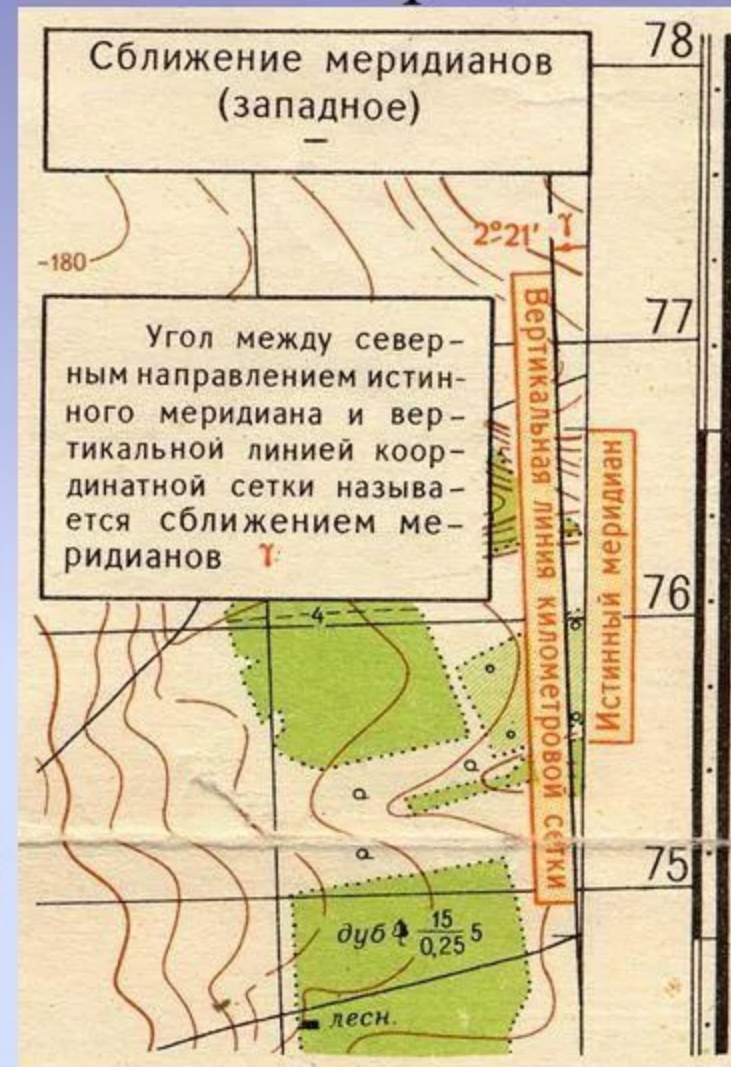 Сближение меридианов
(западное)
—
78
2°21' γ
-180
77
Угол между север-
ным направлением истин-
ного меридиана и вер-
тикальной линией коор-
динатной сетки называ-
ется сближением ме-
ридианов γ
Вертикальная линия километровой сетки
Истинный меридиан
76
4
75
дуб 15/0,25 5
лесн.